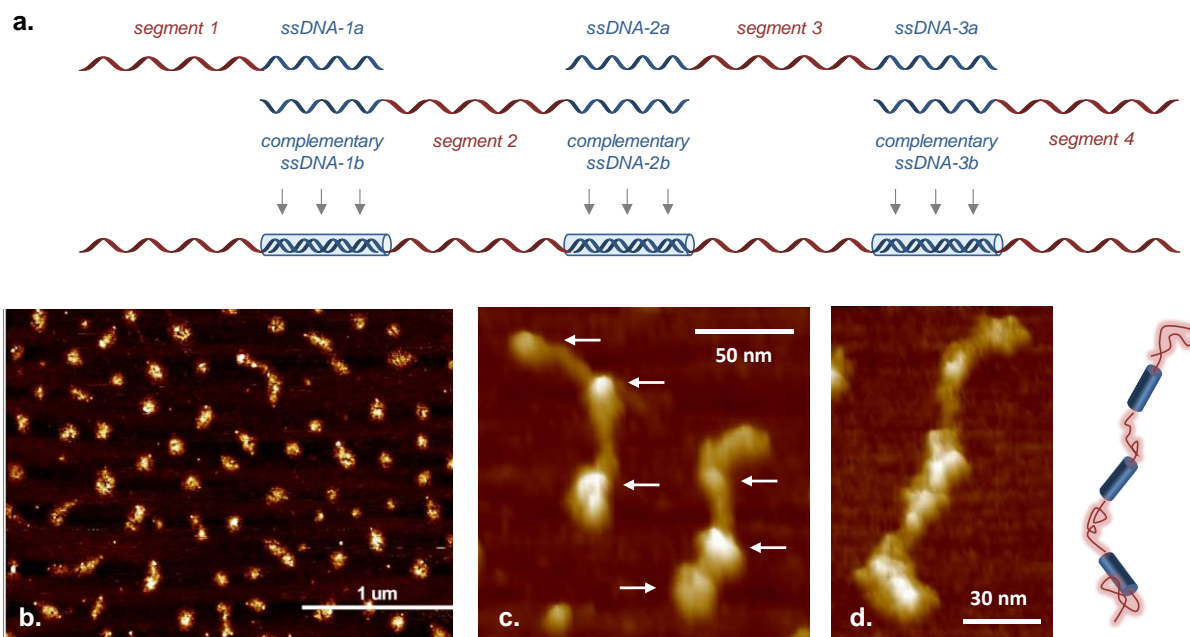 a.
segment 1
ssDNA-1a
ssDNA-2a
segment 3
ssDNA-3a
complementary
ssDNA-1b
segment 2
complementary
ssDNA-2b
complementary
ssDNA-3b
segment 4
b.
1 um
c.
50 nm
d.
30 nm